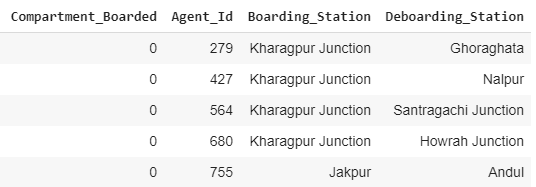 Compartment_Boarded Agent_Id Boarding_Station Deboarding_Station
0 279 Kharagpur Junction Ghoraghata
0 427 Kharagpur Junction Nalpur
0 564 Kharagpur Junction Santragachi Junction
0 680 Kharagpur Junction Howrah Junction
0 755 Jakpur Andul